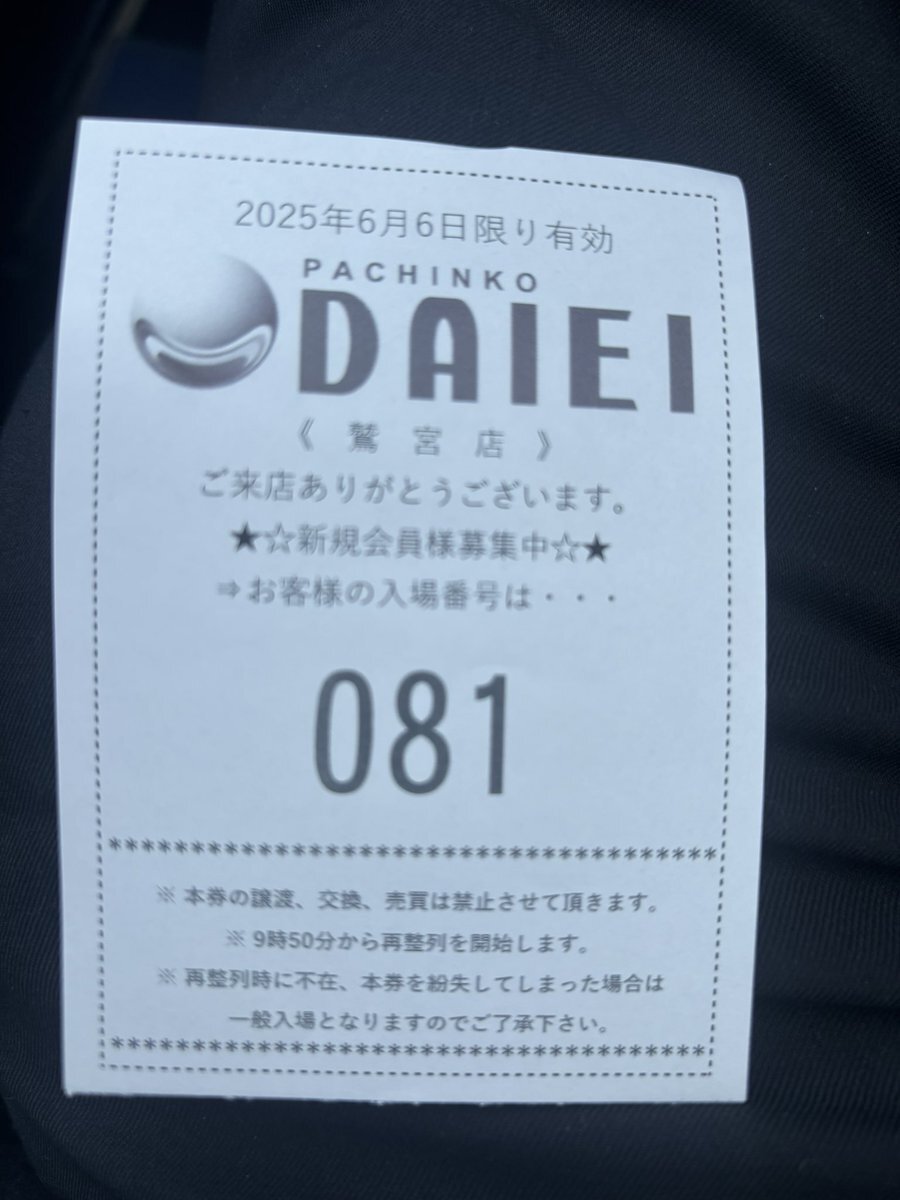 2025年6月6日限り有効
PACHINKO
DAIEI
《 鷲 宮 店 》
ご来店ありがとうございます。
★☆新規会員様募集中☆★
⇒お客様の入場番号は・・・
081
*************************************
※ 本券の譲渡、交換、売買は禁止させて頂きます。
※ 9時50分から再整列を開始します。
※ 再整列時に不在、本券を紛失してしまった場合は
一般入場となりますのでご了承下さい。
*************************************